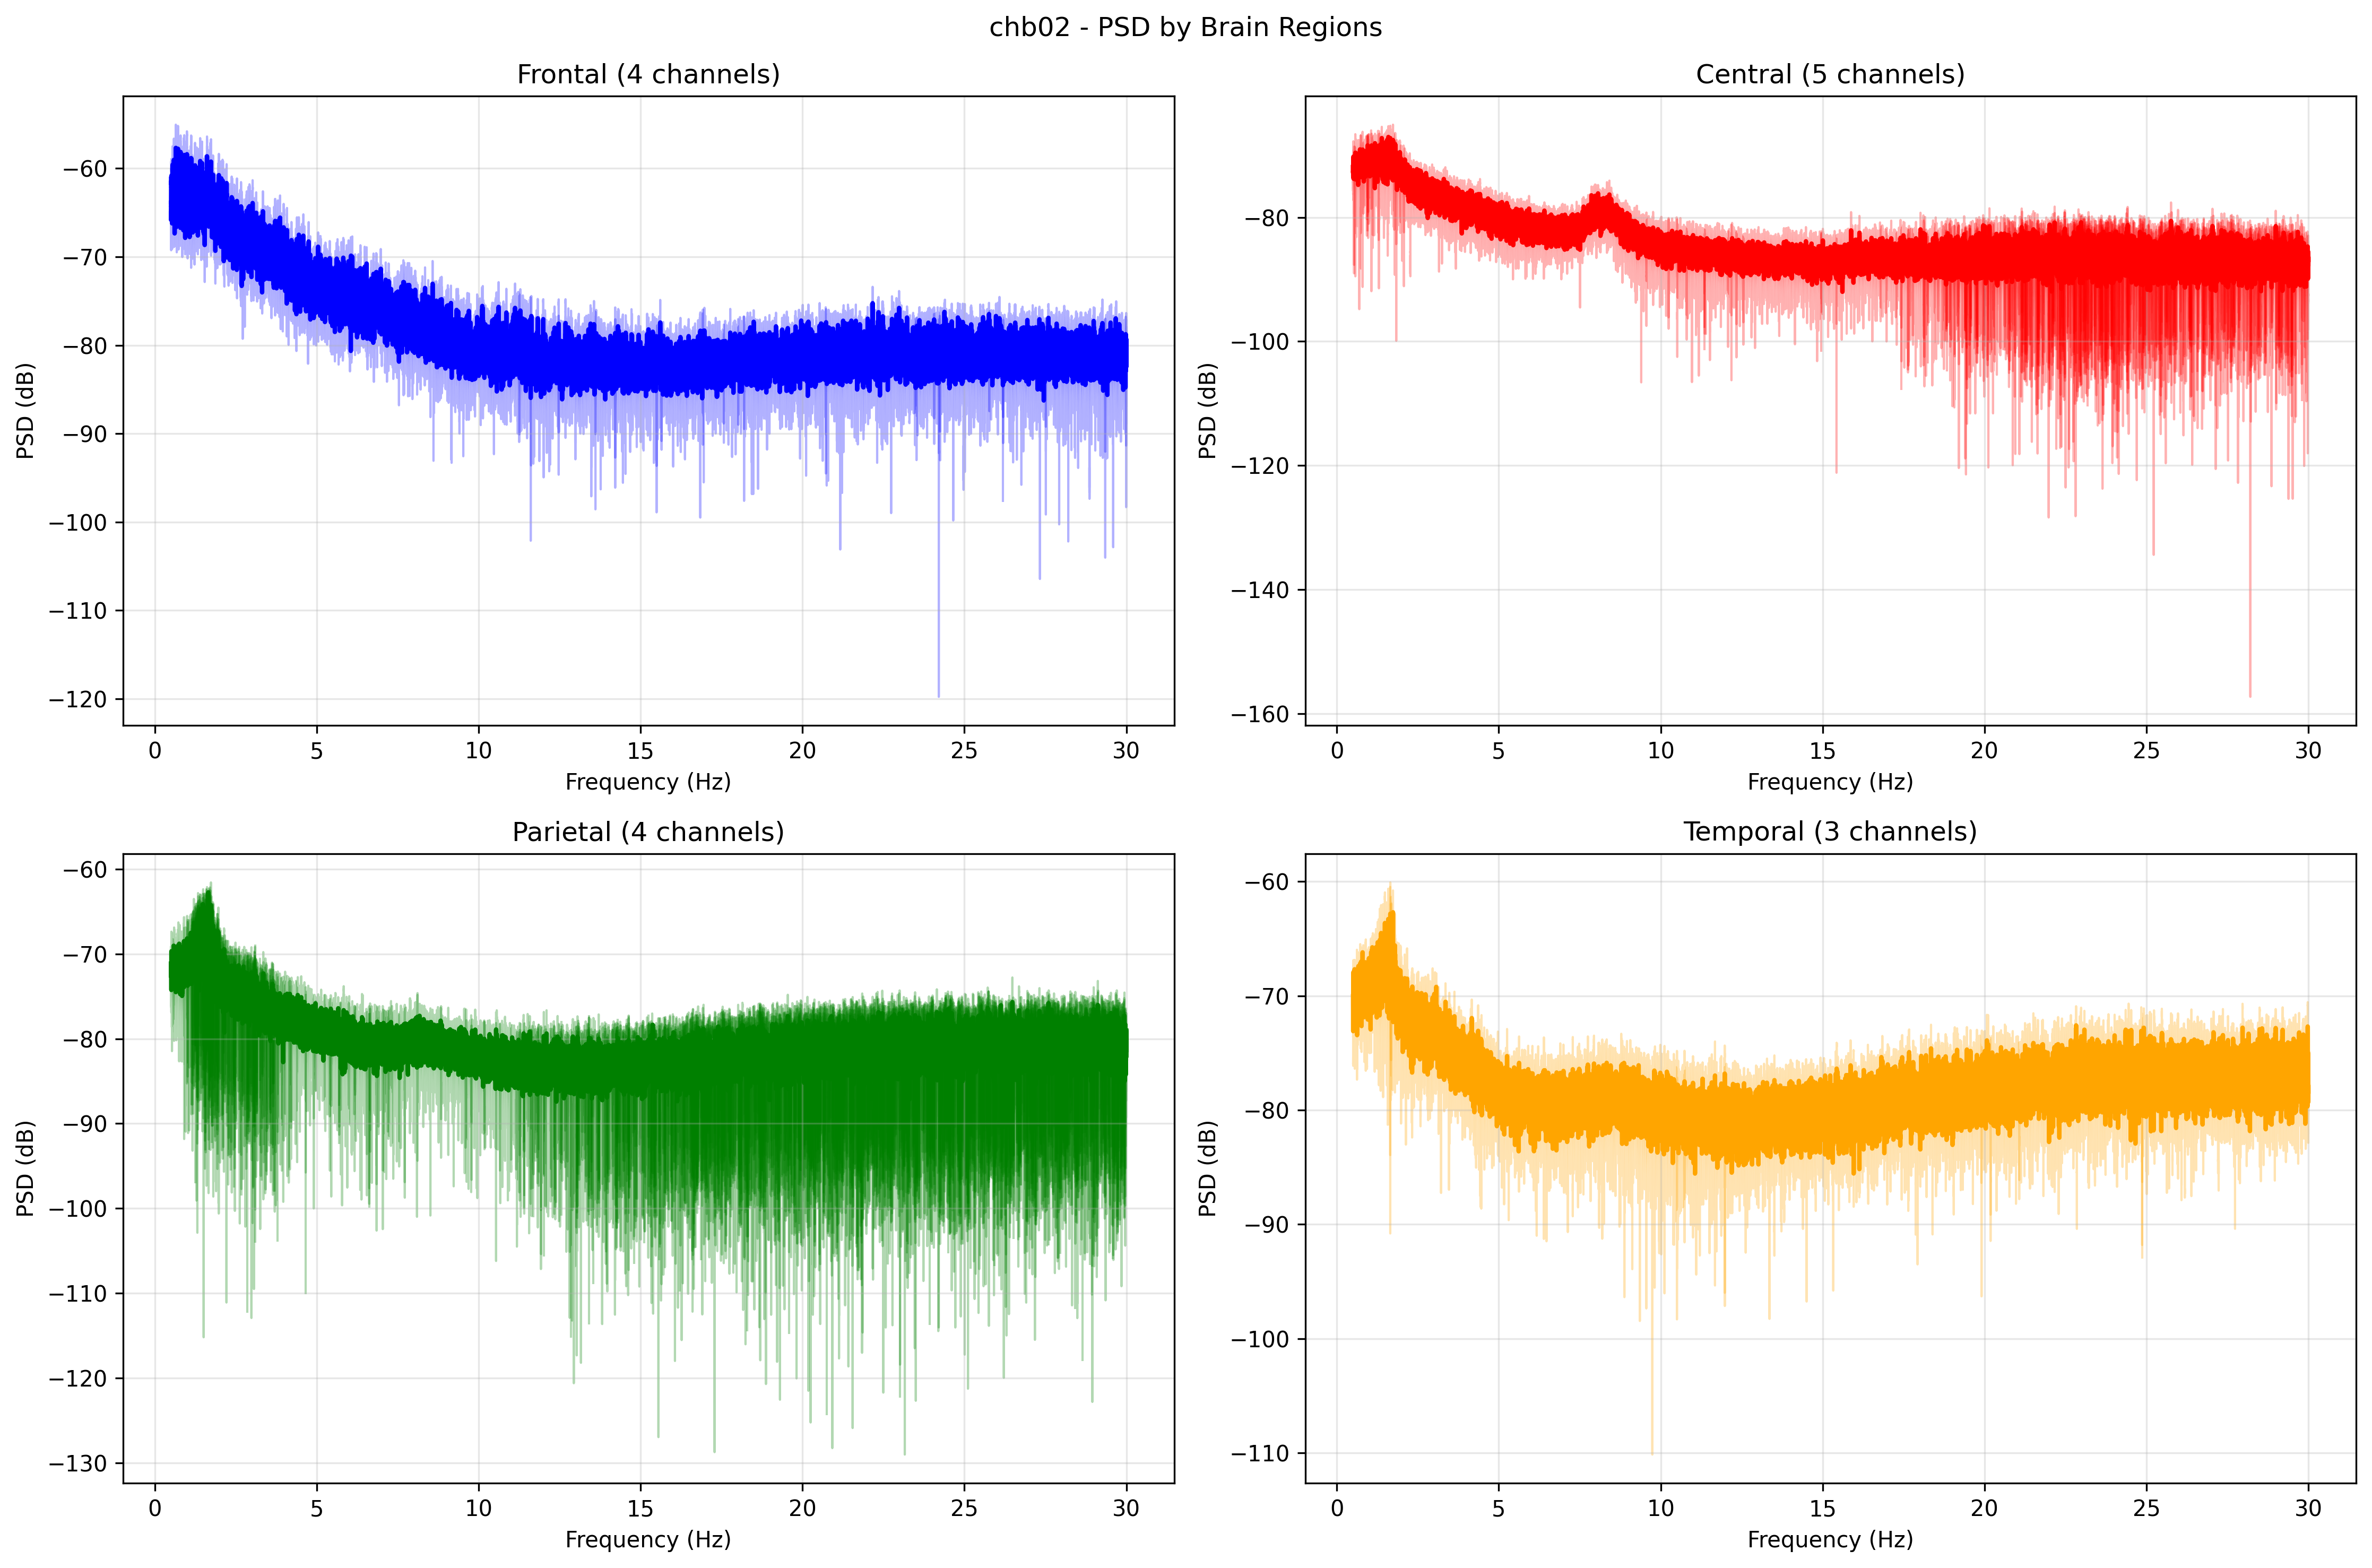 chb02 - PSD by Brain Regions
Frontal (4 channels)
PSD (dB)
−60
−70
−80
−90
−100
−110
−120
0 5 10 15 20 25 30
Frequency (Hz)
Central (5 channels)
PSD (dB)
−80
−100
−120
−140
−160
0 5 10 15 20 25 30
Frequency (Hz)
Parietal (4 channels)
PSD (dB)
−60
−70
−80
−90
−100
−110
−120
−130
0 5 10 15 20 25 30
Frequency (Hz)
Temporal (3 channels)
PSD (dB)
−60
−70
−80
−90
−100
−110
0 5 10 15 20 25 30
Frequency (Hz)